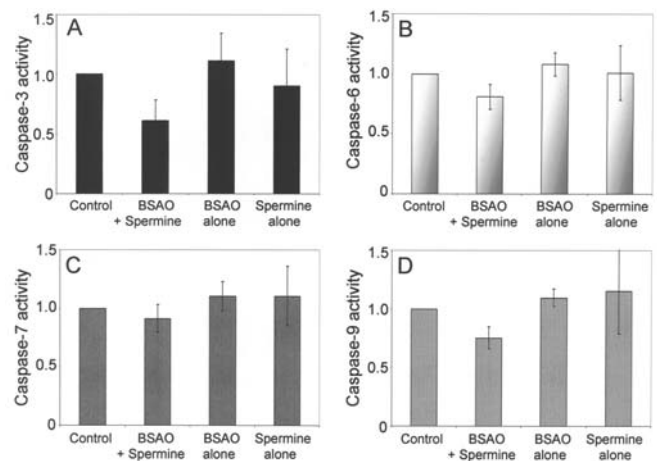 A
Caspase-3 activity
1.5
1.0
0.5
0
Control
BSAO
+ Spermine
BSAO
alone
Spermine
alone
B
Caspase-6 activity
1.5
1.0
0.5
0
Control
BSAO
+ Spermine
BSAO
alone
Spermine
alone
C
Caspase-7 activity
1.5
1.0
0.5
0
Control
BSAO
+ Spermine
BSAO
alone
Spermine
alone
D
Caspase-9 activity
1.5
1.0
0.5
0
Control
BSAO
+ Spermine
BSAO
alone
Spermine
alone